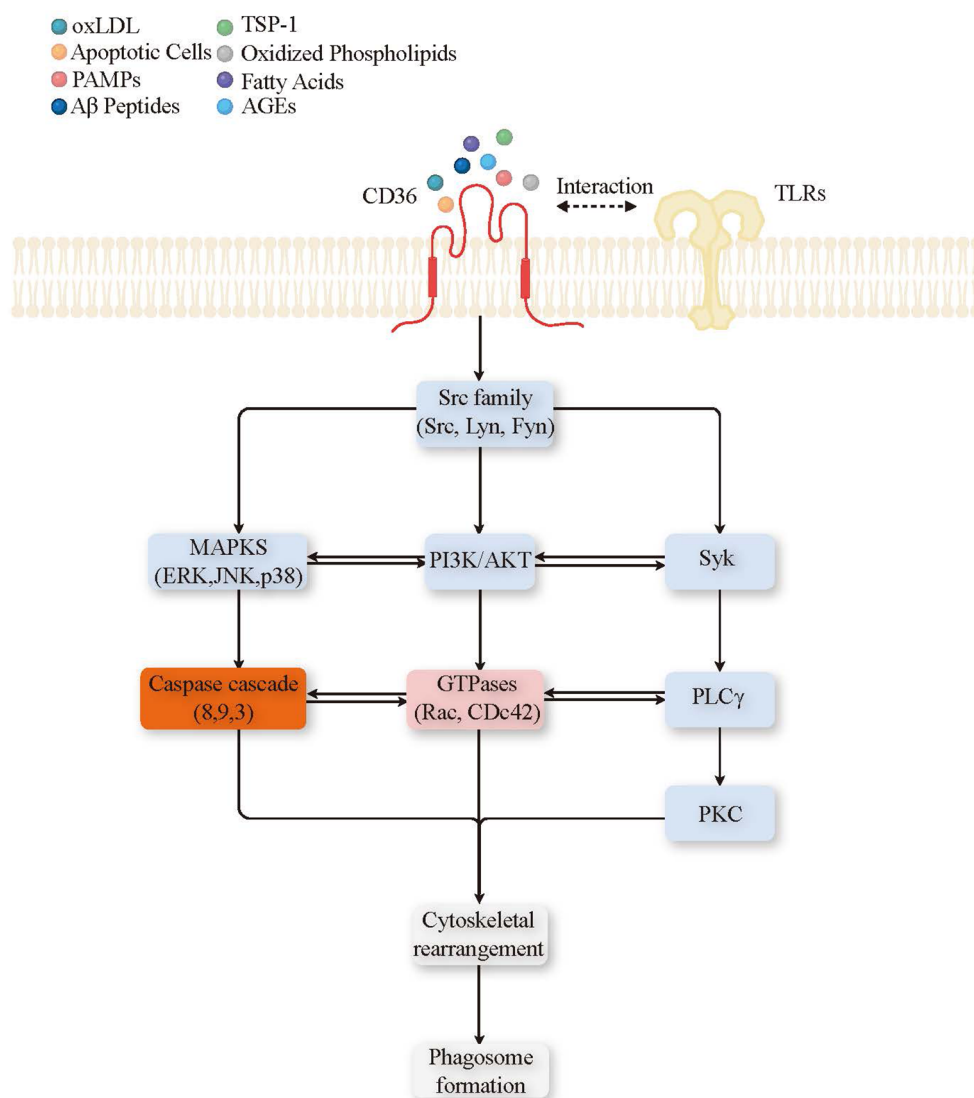 oxLDL
TSP-1
Apoptotic Cells
Oxidized Phospholipids
PAMPs
Fatty Acids
Aβ Peptides
AGEs
CD36
Interaction
TLRs
Src family
(Src, Lyn, Fyn)
MAPKS
(ERK,JNK,p38)
PI3K/AKT
Syk
Caspase cascade
(8,9,3)
GTPases
(Rac, CDc42)
PLCγ
PKC
Cytoskeletal
rearrangement
Phagosome
formation